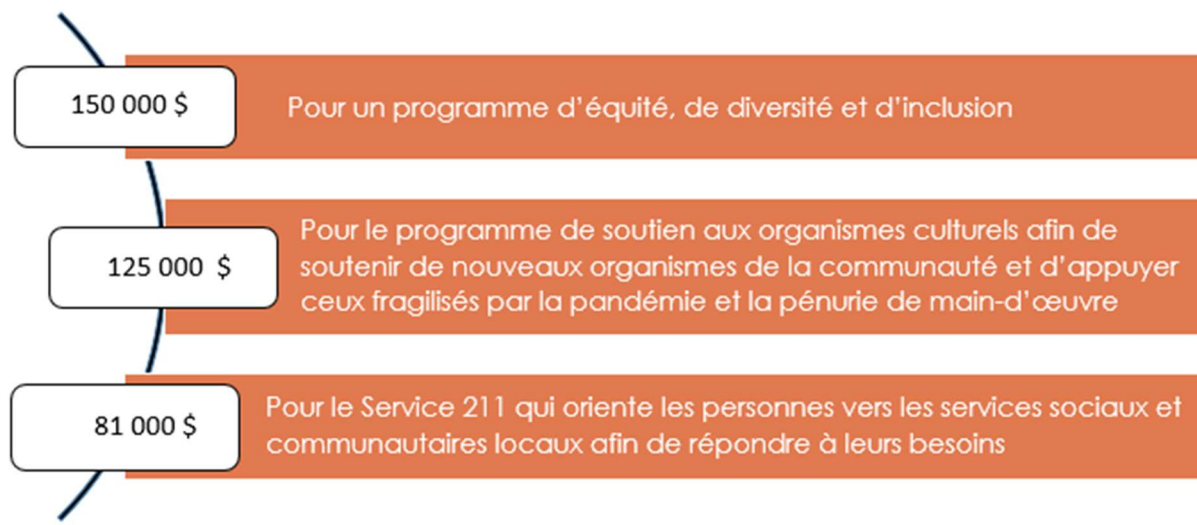 150 000 $
Pour un programme d'équité, de diversité et d'inclusion
125 000 $
Pour le programme de soutien aux organismes culturels afin de
soutenir de nouveaux organismes de la communauté et d'appuyer
ceux fragilisés par la pandémie et la pénurie de main-d'œuvre
81 000 $
Pour le Service 211 qui oriente les personnes vers les services sociaux et
communautaires locaux afin de répondre à leurs besoins